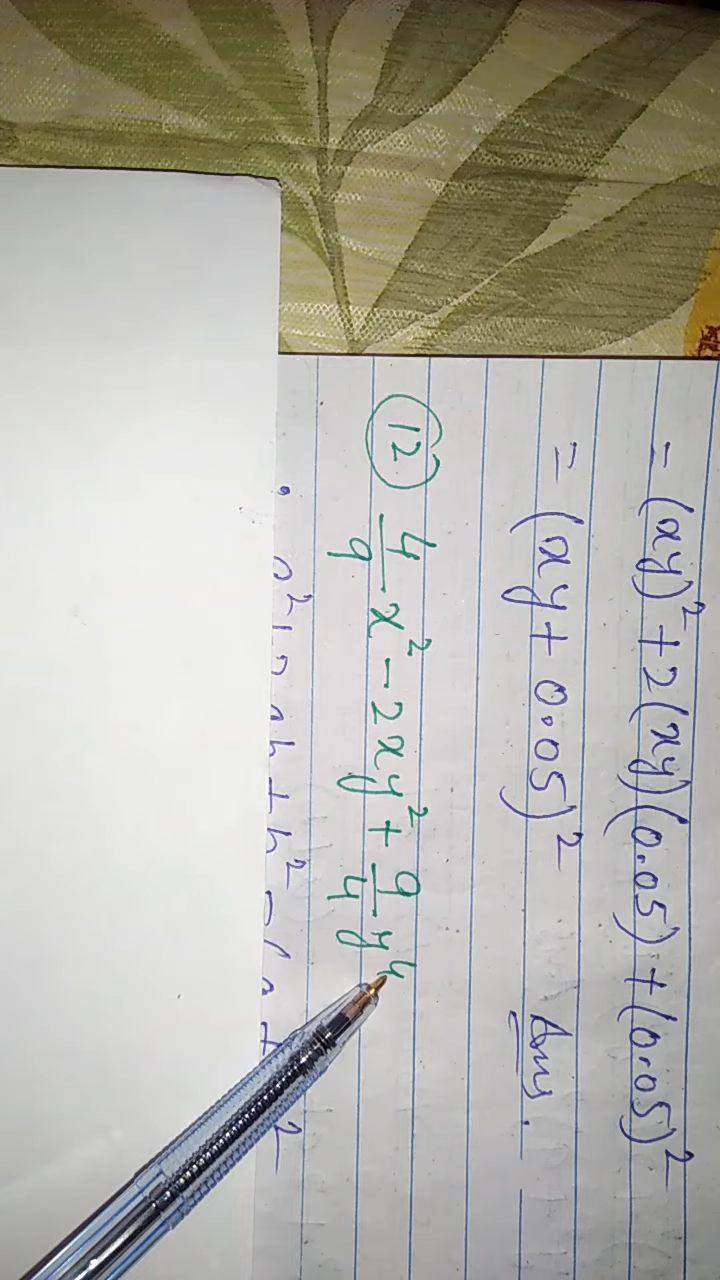 = (xy)² + 2(xy)(0.05) + (0.05)²
= (xy + 0.05)² Ans.
(12) 4/9 x² - 2xy² + 9/4 y⁴